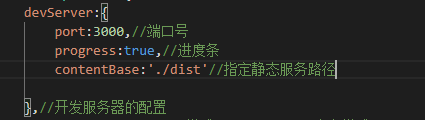 devServer:{
port:3000,//端口号
progress:true,//进度条
contentBase:'./dist'//指定静态服务路径
},//开发服务器的配置